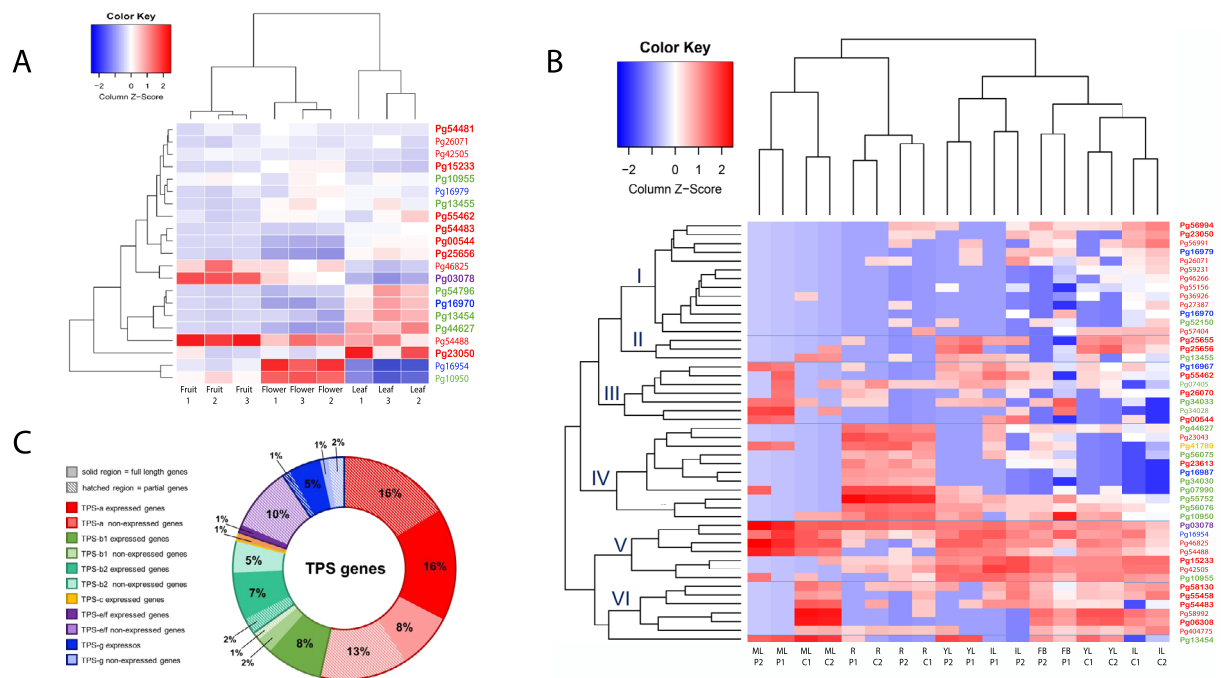 A
Color Key
−2
−1
0
1
2
Column Z-Score
Pg54481
Pg26071
Pg42505
Pg15233
Pg10955
Pg16979
Pg13455
Pg55462
Pg54483
Pg00544
Pg25656
Pg46825
Pg03078
Pg54796
Pg16970
Pg13454
Pg44627
Pg54488
Pg23050
Pg16954
Pg10950
Fruit Fruit Fruit Flower Flower Flower Leaf Leaf Leaf
1 2 3 1 3 2 1 3 2
B
Color Key
−2 −1 0 1 2
Column Z−Score
I
II
III
IV
V
VI
Pg56994
Pg23050
Pg56991
Pg16979
Pg26071
Pg59231
Pg46266
Pg55156
Pg36926
Pg27387
Pg16970
Pg52150
Pg57404
Pg25655
Pg25656
Pg13455
Pg16967
Pg55462
Pg07405
Pg26070
Pg34033
Pg34028
Pg00544
Pg44627
Pg23043
Pg41789
Pg56075
Pg23613
Pg16987
Pg34030
Pg07990
Pg55752
Pg56076
Pg10950
Pg03078
Pg16954
Pg46825
Pg54488
Pg15233
Pg42505
Pg10955
Pg58130
Pg55458
Pg54483
Pg58992
Pg06308
Pg404775
Pg13454
ML ML ML ML R R R R YL YL IL IL FB FB YL YL IL IL
P2 P1 C1 C2 P1 C2 P2 C1 P2 P1 P1 P2 P2 P1 C1 C2 C1 C2
C
solid region = full length genes
hatched region = partial genes
TPS-a expressed genes
TPS-a non-expressed genes
TPS-b1 expressed genes
TPS-b1 non-expressed genes
TPS-b2 expressed genes
TPS-b2 non-expressed genes
TPS-c expressed genes
TPS-e/f expressed genes
TPS-e/f non-expressed genes
TPS-g expressos
TPS-g non-expressed genes
TPS genes
16%
16%
8%
13%
8%
2%
1%
2%
7%
5%
1%
1%
10%
1%
5%
1%
2%